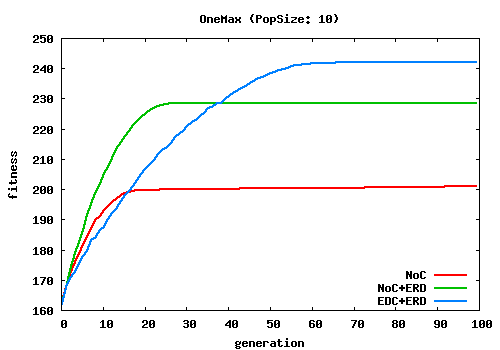 OneMax (PopSize: 10)
fitness
250
240
230
220
210
200
190
180
170
160
NoC
NoC+ERD
EDC+ERD
0 10 20 30 40 50 60 70 80 90 100
generation